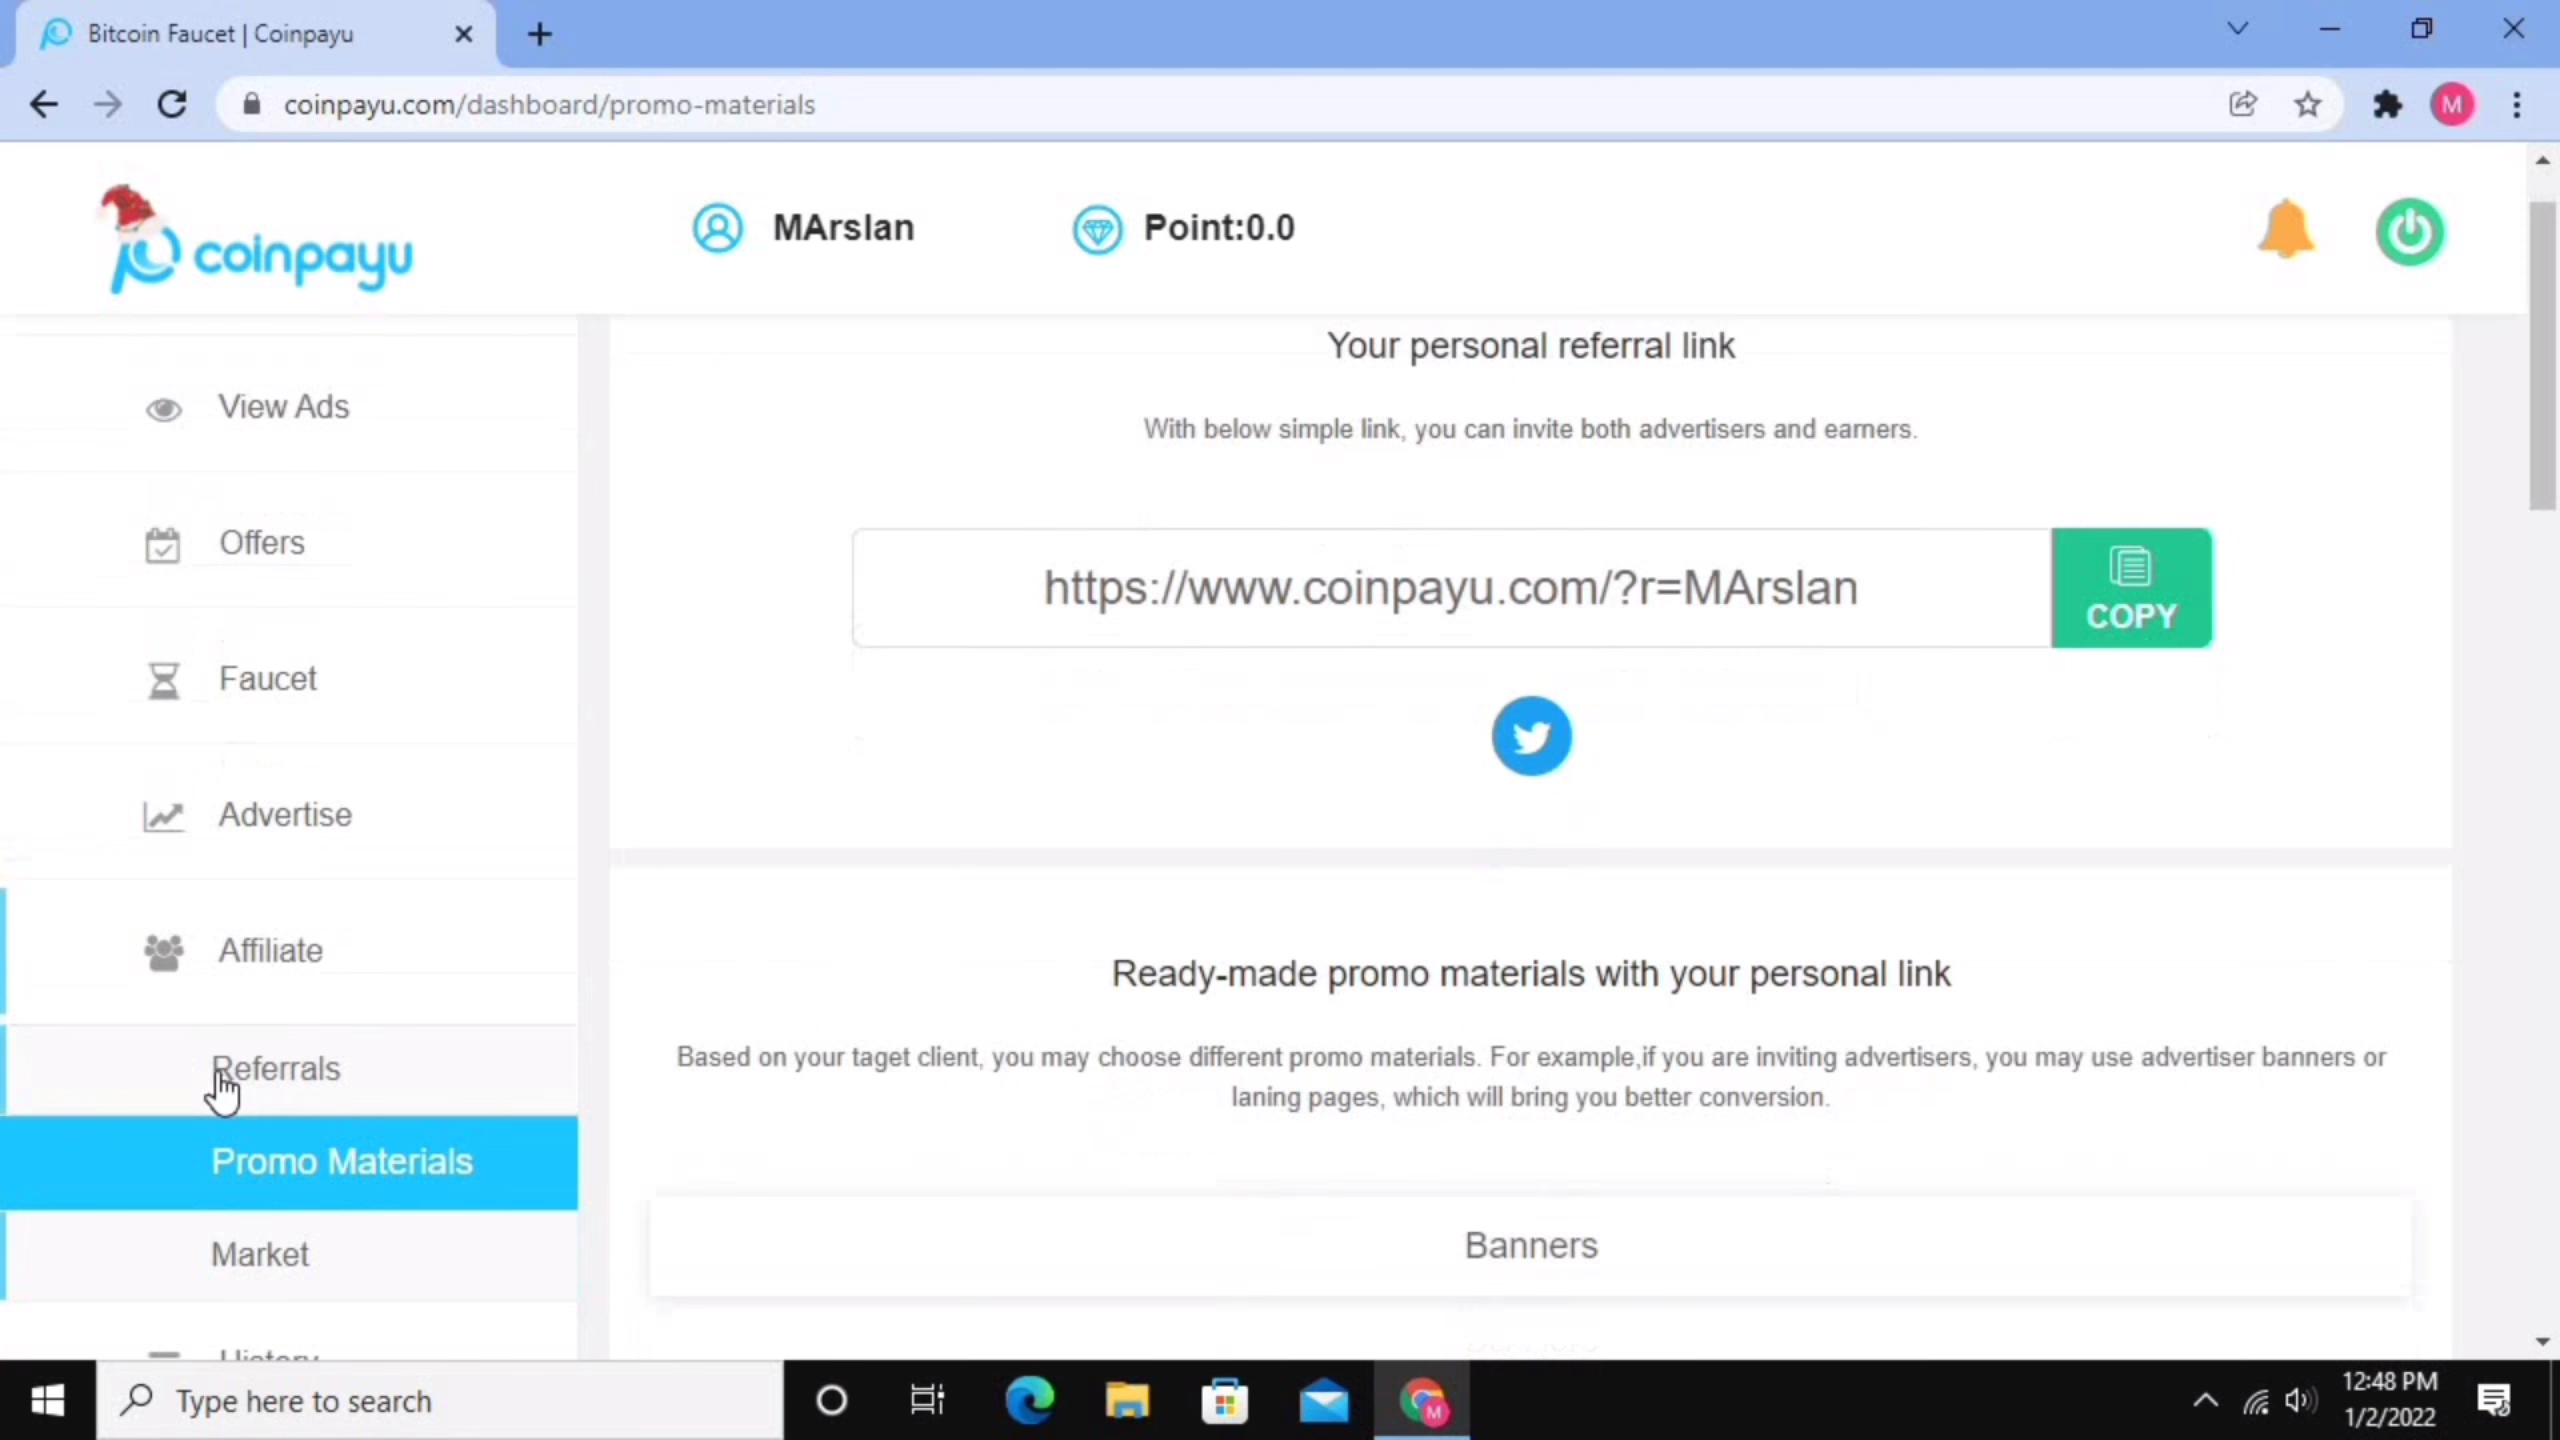 Bitcoin Faucet | Coinpayu
coinpayu.com/dashboard/promo-materials
M
coinpayu
MArslan
Point:0.0
View Ads
Offers
Faucet
Advertise
Affiliate
Referrals
Promo Materials
Market
History
Your personal referral link
With below simple link, you can invite both advertisers and earners.
https://www.coinpayu.com/?r=MArslan
COPY
Ready-made promo materials with your personal link
Based on your taget client, you may choose different promo materials. For example,if you are inviting advertisers, you may use advertiser banners or
laning pages, which will bring you better conversion.
Banners
Type here to search
M
12:48 PM
1/2/2022